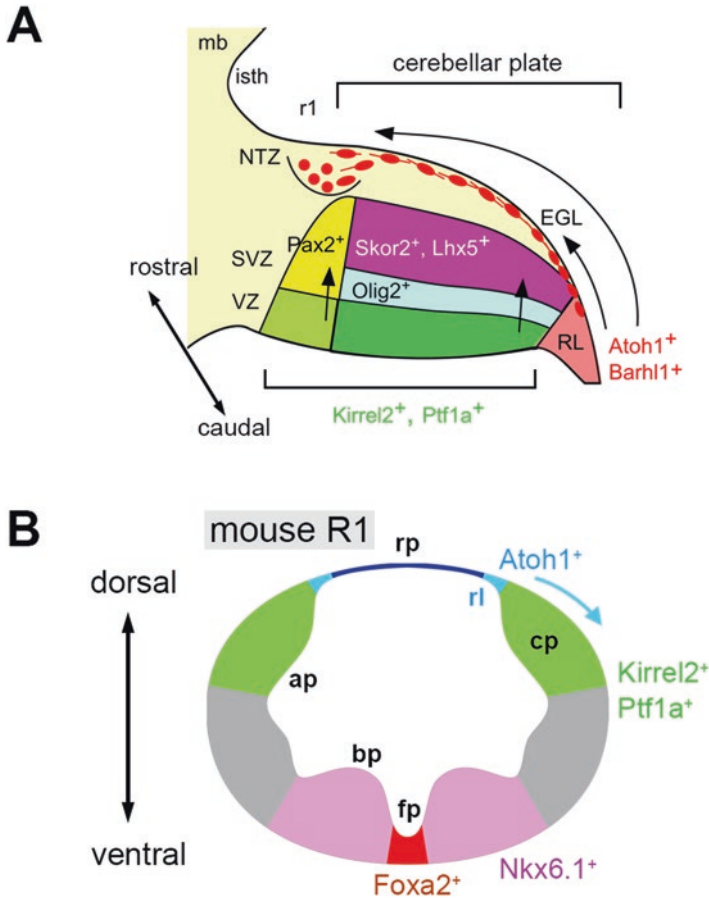 A
mb
isth
cerebellar plate
r1
NTZ
EGL
Pax2⁺
Skor2⁺, Lhx5⁺
SVZ
rostral
Olig2⁺
VZ
RL
Atoh1⁺
Barhl1⁺
Kirrel2⁺, Ptf1a⁺
caudal
B
mouse R1
rp
Atoh1⁺
dorsal
rl
cp
Kirrel2⁺
ap
Ptf1a⁺
bp
fp
ventral
Nkx6.1⁺
Foxa2⁺